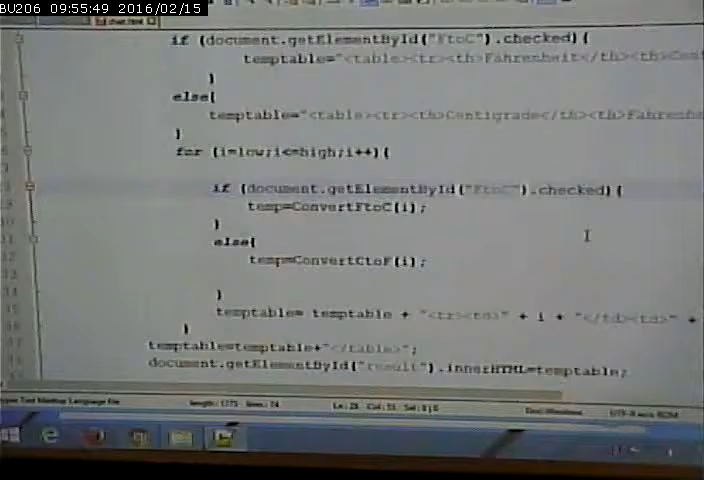 BU206 09:55:49 2016/02/15
if (document.getElementById("FtoC").checked){
temptable="<table><tr><th>Fahrenheit</th><th>Cent
}
else{
temptable="<table><tr><th>Centigrade</th><th>Fahrenhe
}
for (i=low;i<=high;i++){
if (document.getElementById("FtoC").checked){
temp=ConvertFtoC(i);
}
else{
temp=ConvertCtoF(i);
}
temptable= temptable + "<tr><td>" + i + "</td><td>" +
}
temptable=temptable+"</table>";
document.getElementById("result").innerHTML=temptable;